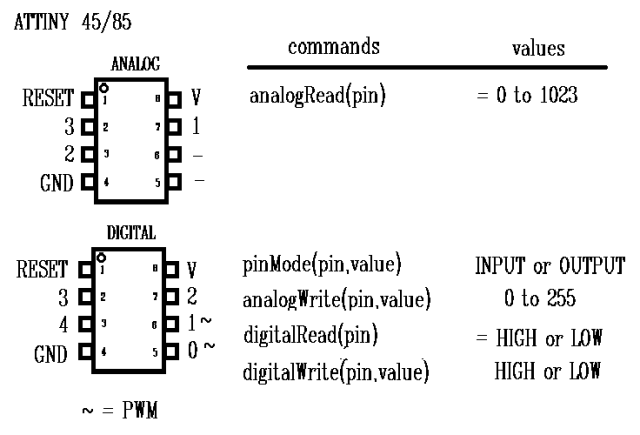 ATTINY 45/85
commands values
ANALOG
RESET 1 8 V
3 2 7 1
2 3 6 –
GND 4 5 –
analogRead(pin) = 0 to 1023
DIGITAL
RESET 1 8 V
3 2 7 2
4 3 6 1 ~
GND 4 5 0 ~
pinMode(pin,value) INPUT or OUTPUT
analogWrite(pin,value) 0 to 255
digitalRead(pin) = HIGH or LOW
digitalWrite(pin,value) HIGH or LOW
~ = PWM